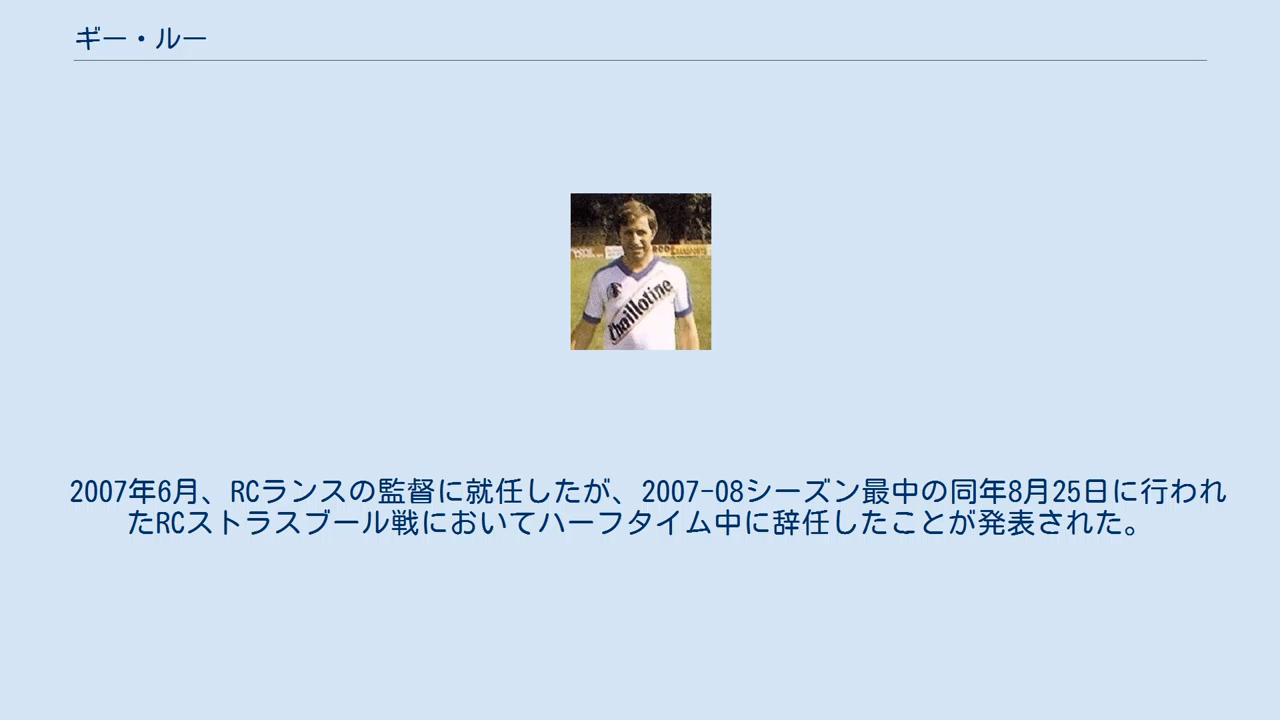 ギー・ルー
Chaillotine
2007年6月、RCランスの監督に就任したが、2007-08シーズン最中の同年8月25日に行われ
たRCストラスブール戦においてハーフタイム中に辞任したことが発表された。